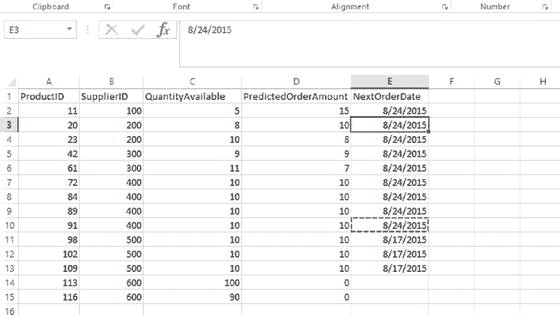 Clipboard Font Alignment Number
E3 fx 8/24/2015
A B C D E F G H
1 ProductID SupplierID QuantityAvailable PredictedOrderAmount NextOrderDate
2 11 100 5 15 8/24/2015
3 20 200 8 10 8/24/2015
4 23 200 10 8 8/24/2015
5 42 300 9 9 8/24/2015
6 61 300 11 7 8/24/2015
7 72 400 10 10 8/24/2015
8 84 400 10 10 8/24/2015
9 89 400 10 10 8/24/2015
10 91 400 10 10 8/24/2015
11 98 500 10 10 8/17/2015
12 102 500 10 10 8/17/2015
13 109 500 10 10 8/17/2015
14 113 600 100 0
15 116 600 90 0
16